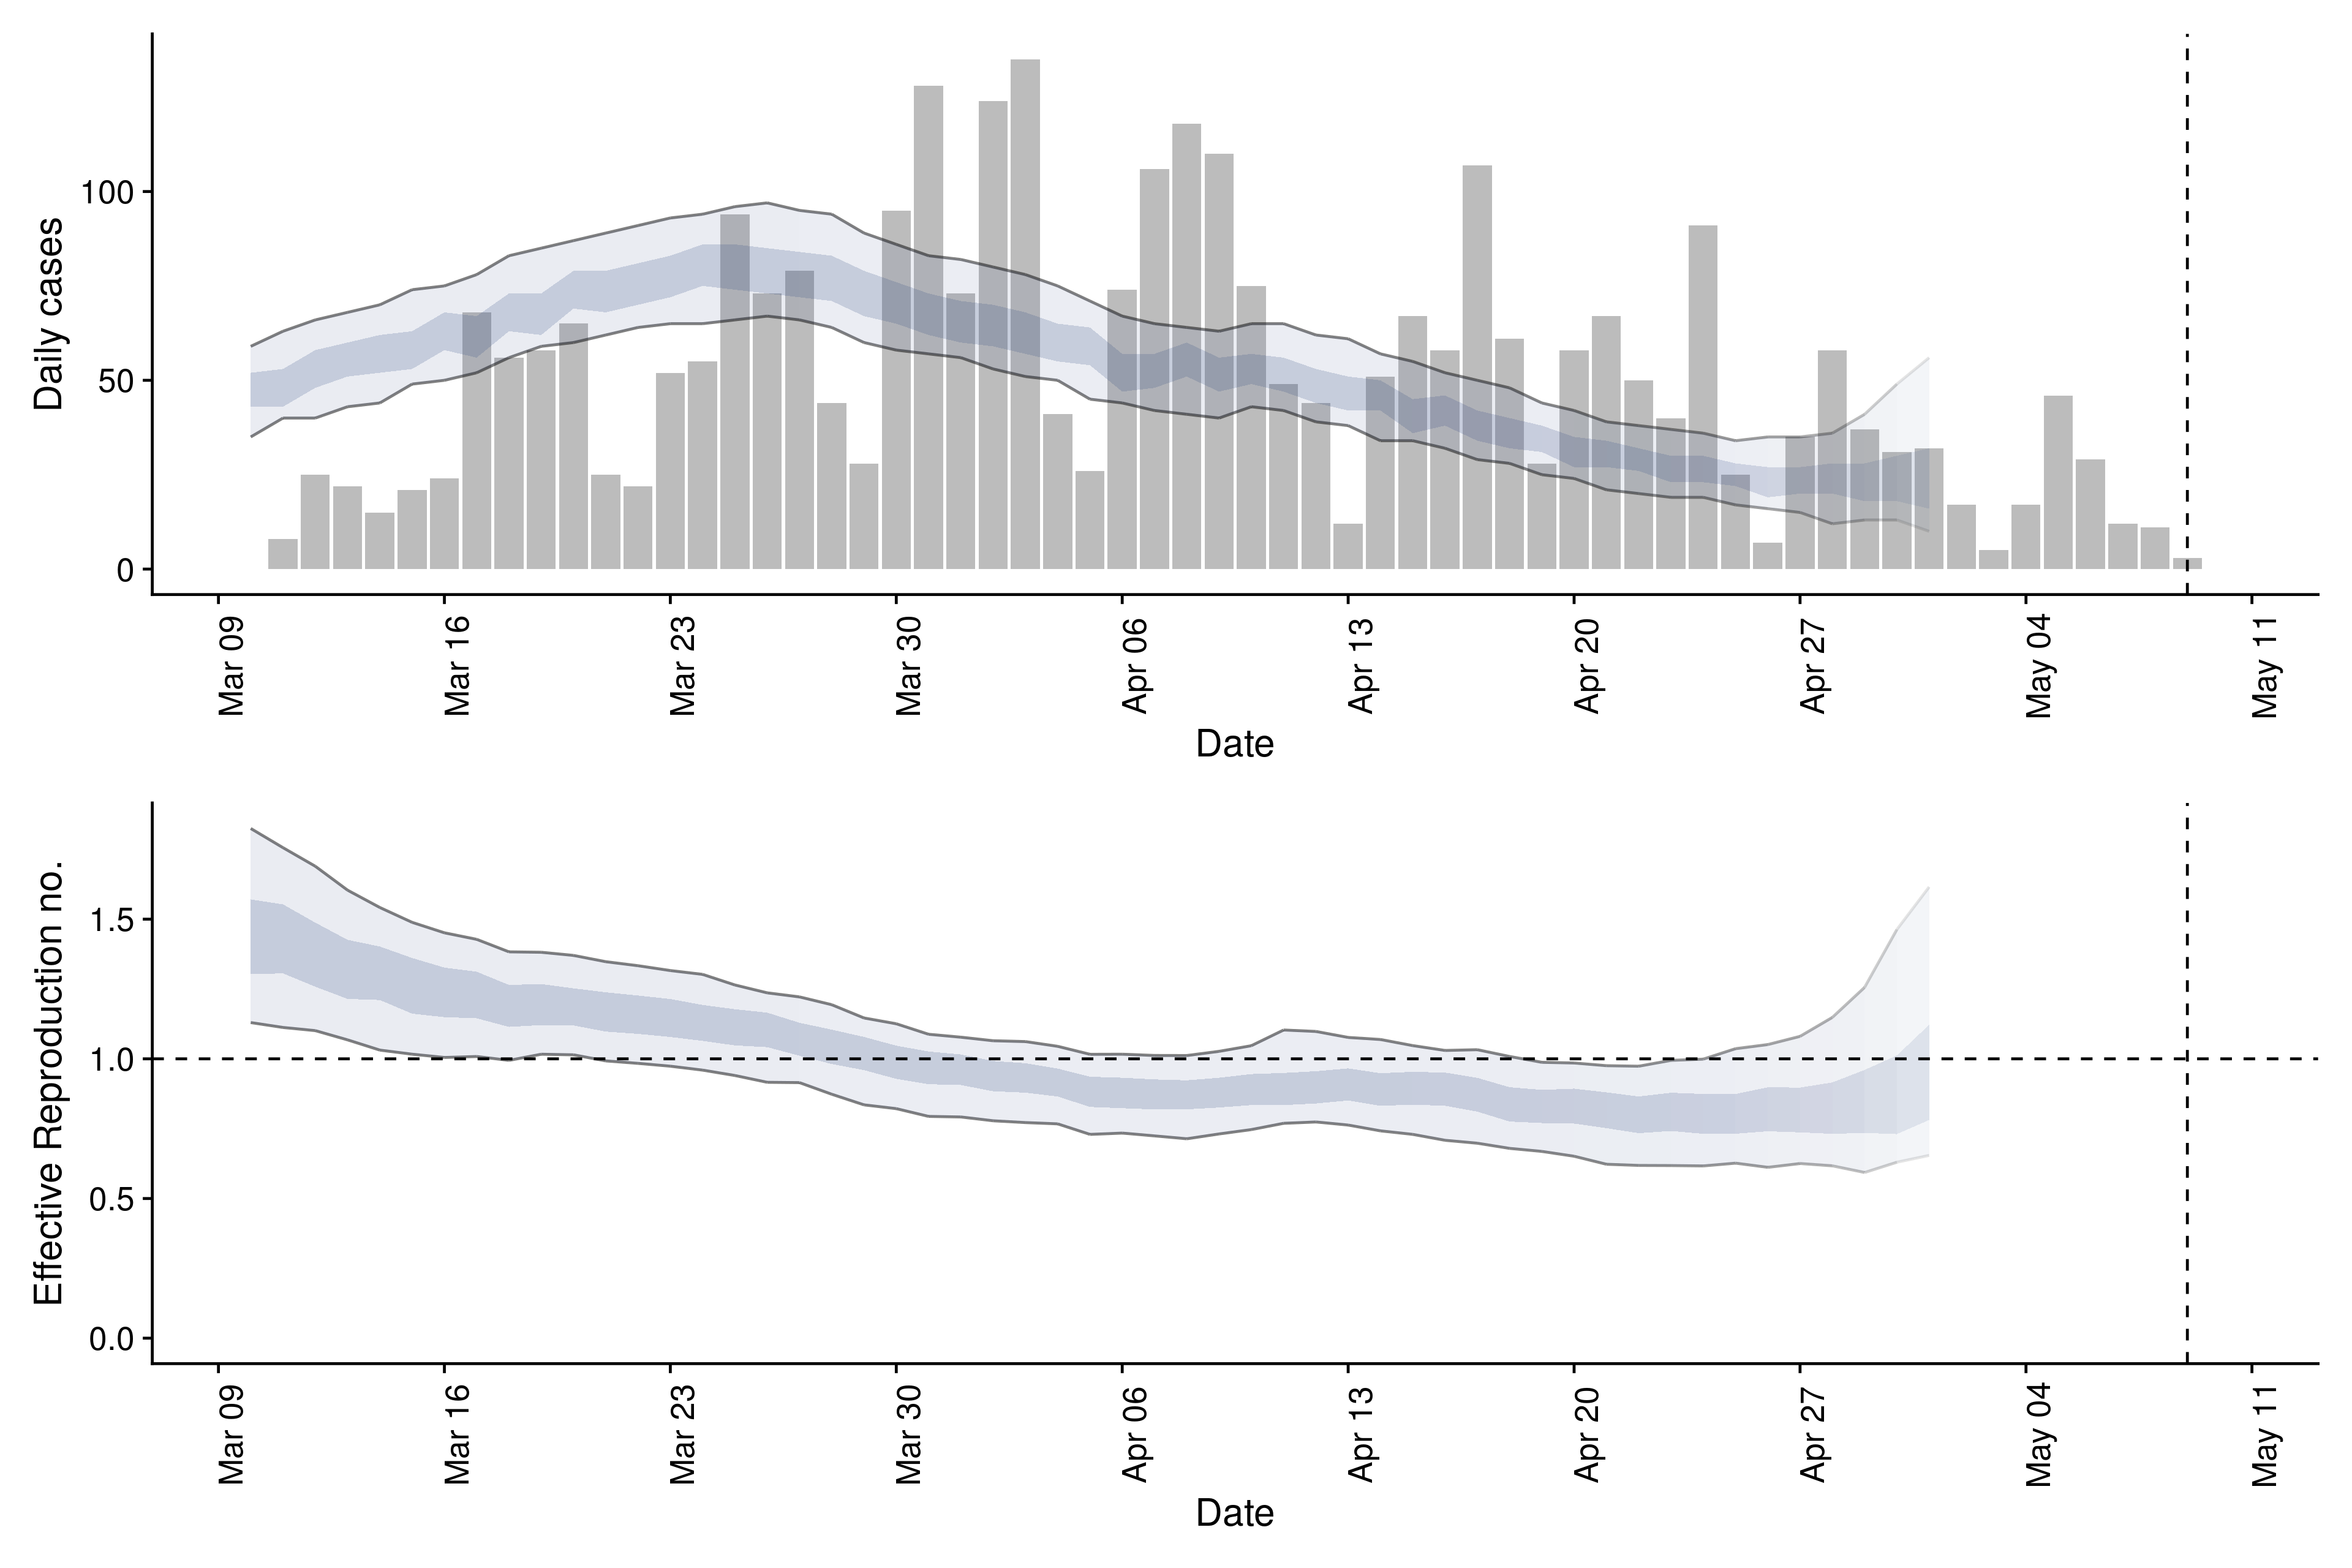 Daily cases
100
50
0
Mar 09
Mar 16
Mar 23
Mar 30
Apr 06
Apr 13
Apr 20
Apr 27
May 04
May 11
Date
Effective Reproduction no.
1.5
1.0
0.5
0.0
Mar 09
Mar 16
Mar 23
Mar 30
Apr 06
Apr 13
Apr 20
Apr 27
May 04
May 11
Date